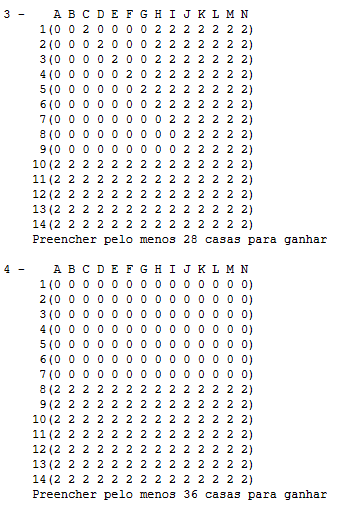 3 - A B C D E F G H I J K L M N
1(0 0 2 0 0 0 0 2 2 2 2 2 2 2)
2(0 0 0 2 0 0 0 2 2 2 2 2 2 2)
3(0 0 0 0 2 0 0 2 2 2 2 2 2 2)
4(0 0 0 0 0 2 0 2 2 2 2 2 2 2)
5(0 0 0 0 0 0 2 2 2 2 2 2 2 2)
6(0 0 0 0 0 0 0 2 2 2 2 2 2 2)
7(0 0 0 0 0 0 0 0 2 2 2 2 2 2)
8(0 0 0 0 0 0 0 0 0 2 2 2 2 2)
9(0 0 0 0 0 0 0 0 0 2 2 2 2 2)
10(2 2 2 2 2 2 2 2 2 2 2 2 2 2)
11(2 2 2 2 2 2 2 2 2 2 2 2 2 2)
12(2 2 2 2 2 2 2 2 2 2 2 2 2 2)
13(2 2 2 2 2 2 2 2 2 2 2 2 2 2)
14(2 2 2 2 2 2 2 2 2 2 2 2 2 2)
Preencher pelo menos 28 casas para ganhar
4 - A B C D E F G H I J K L M N
1(0 0 0 0 0 0 0 0 0 0 0 0 0 0)
2(0 0 0 0 0 0 0 0 0 0 0 0 0 0)
3(0 0 0 0 0 0 0 0 0 0 0 0 0 0)
4(0 0 0 0 0 0 0 0 0 0 0 0 0 0)
5(0 0 0 0 0 0 0 0 0 0 0 0 0 0)
6(0 0 0 0 0 0 0 0 0 0 0 0 0 0)
7(0 0 0 0 0 0 0 0 0 0 0 0 0 0)
8(2 2 2 2 2 2 2 2 2 2 2 2 2 2)
9(2 2 2 2 2 2 2 2 2 2 2 2 2 2)
10(2 2 2 2 2 2 2 2 2 2 2 2 2 2)
11(2 2 2 2 2 2 2 2 2 2 2 2 2 2)
12(2 2 2 2 2 2 2 2 2 2 2 2 2 2)
13(2 2 2 2 2 2 2 2 2 2 2 2 2 2)
14(2 2 2 2 2 2 2 2 2 2 2 2 2 2)
Preencher pelo menos 36 casas para ganhar